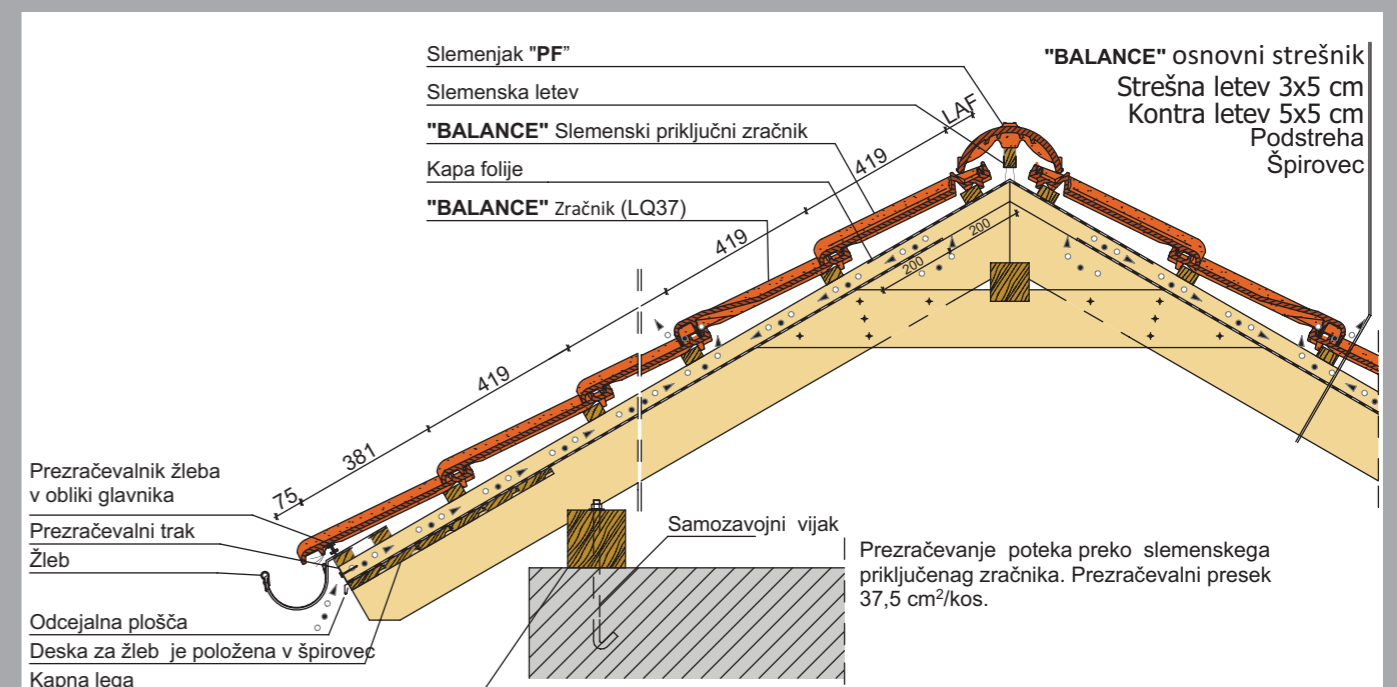 Slemenjak "PF"
Slemenska letev
"BALANCE" Slemenski priključni zračnik
Kapa folije
"BALANCE" Zračnik (LQ37)
"BALANCE" osnovni strešnik
Strešna letev 3x5 cm
Kontra letev 5x5 cm
Podstreha
Špirovec
LAF
419
419
419
381
75
200
200
Prezračevalnik žleba
v obliki glavnika
Prezračevalni trak
Žleb
Odcejalna plošča
Deska za žleb je položena v špirovec
Kapna lega
Samozavojni vijak
Prezračevanje poteka preko slemenskega
priključenag zračnika. Prezračevalni presek
37,5 cm²/kos.